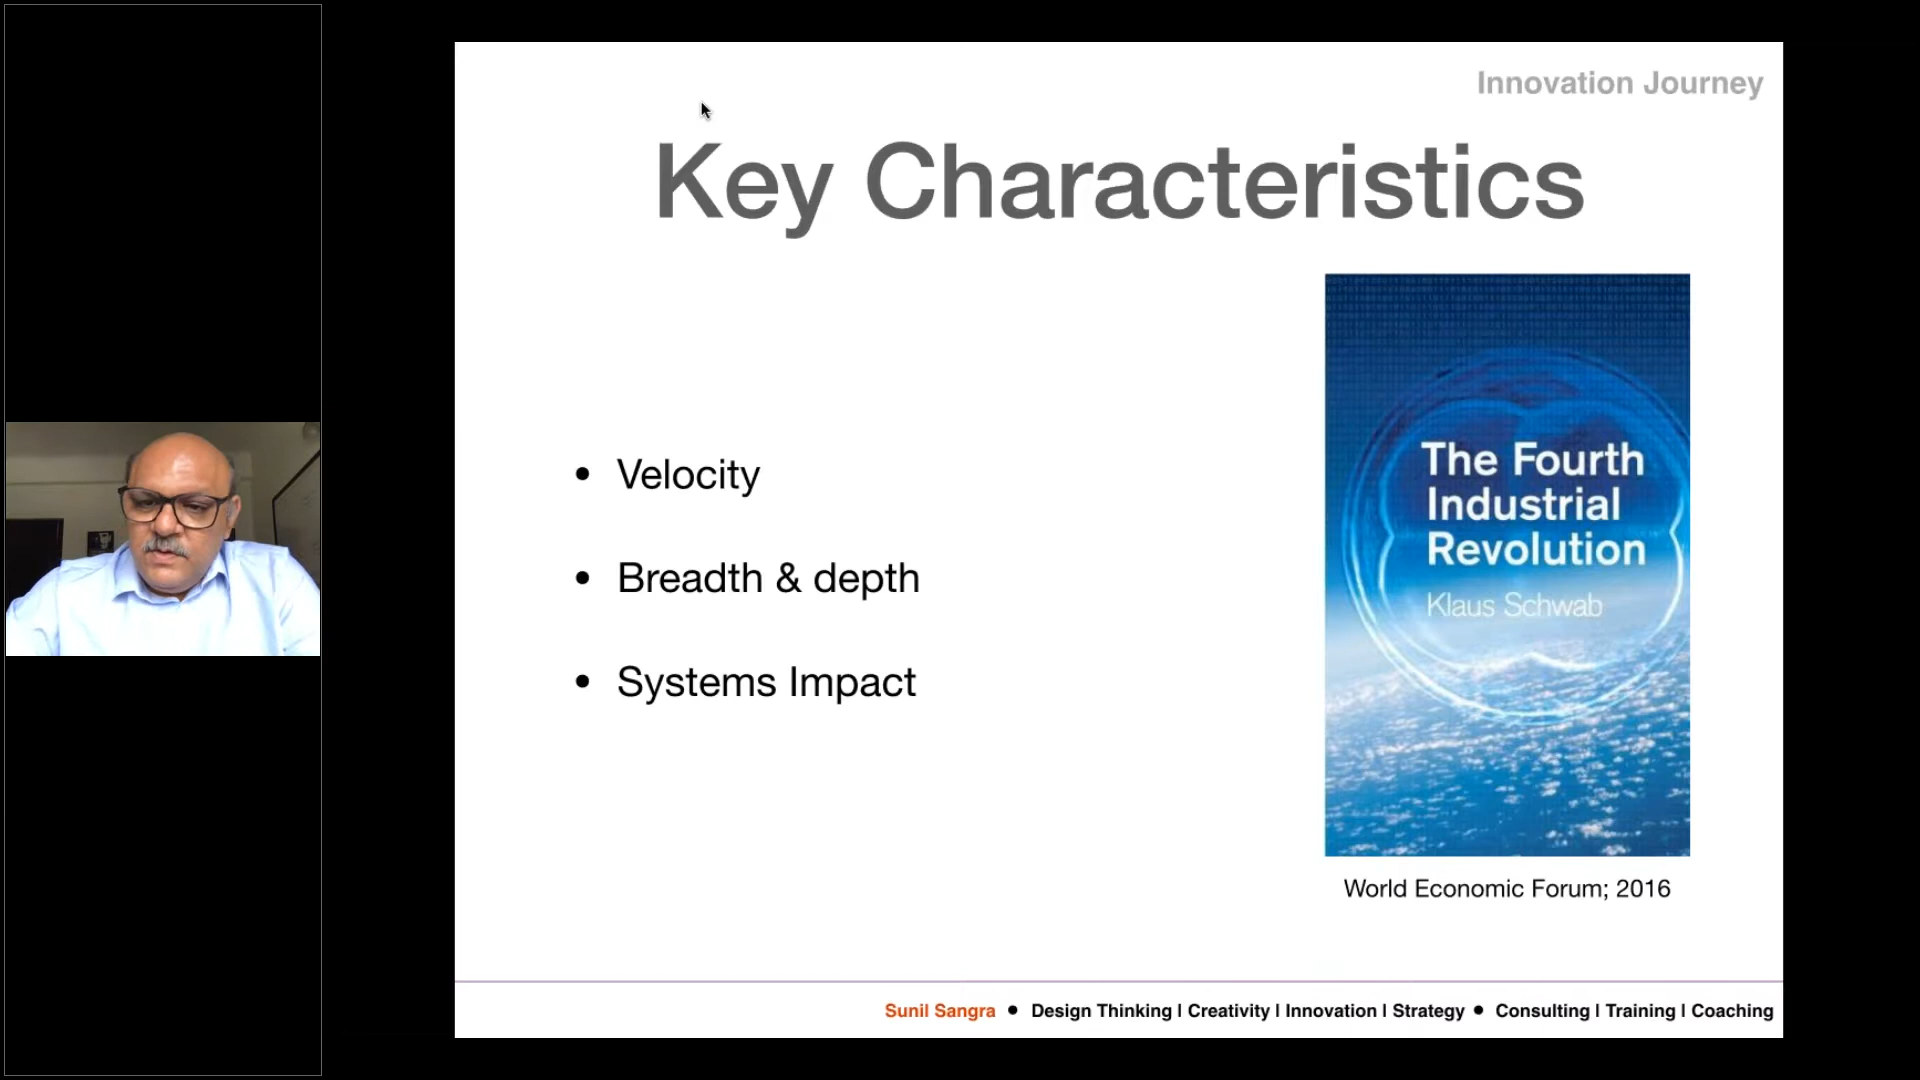 Innovation Journey
Key Characteristics
• Velocity
• Breadth & depth
• Systems Impact
The Fourth
Industrial
Revolution
Klaus Schwab
World Economic Forum; 2016
Sunil Sangra • Design Thinking | Creativity | Innovation | Strategy • Consulting | Training | Coaching